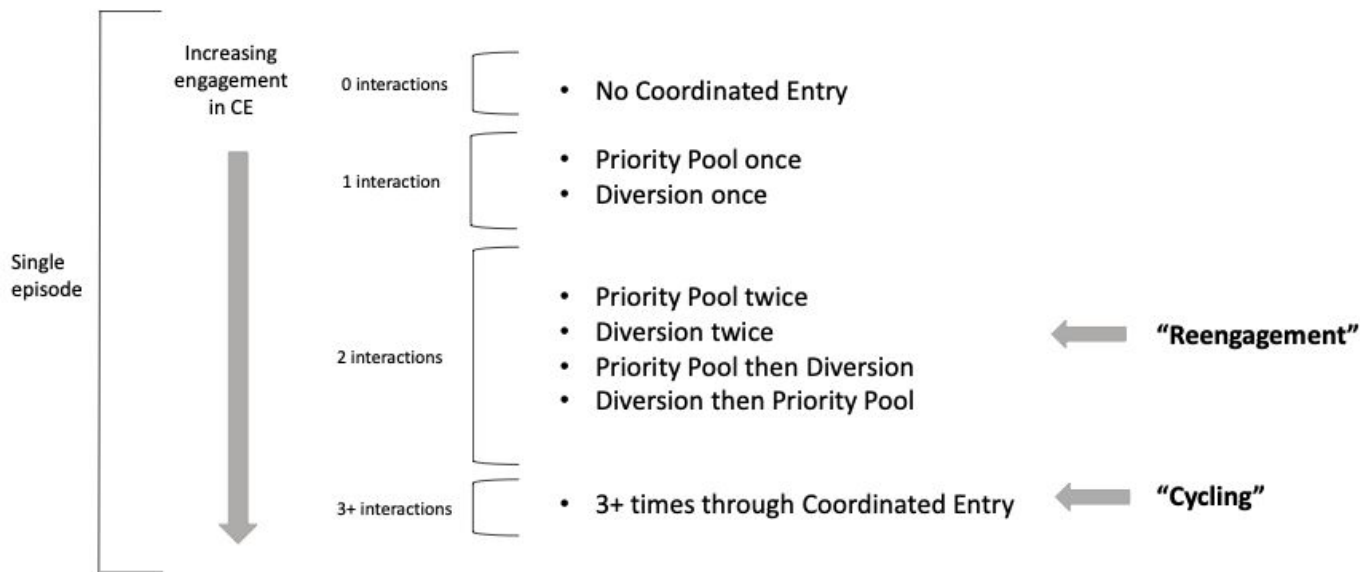 Increasing
engagement
in CE
0 interactions
• No Coordinated Entry
1 interaction
• Priority Pool once
• Diversion once
Single
episode
2 interactions
• Priority Pool twice
• Diversion twice
• Priority Pool then Diversion
• Diversion then Priority Pool
“Reengagement”
3+ interactions
• 3+ times through Coordinated Entry
“Cycling”